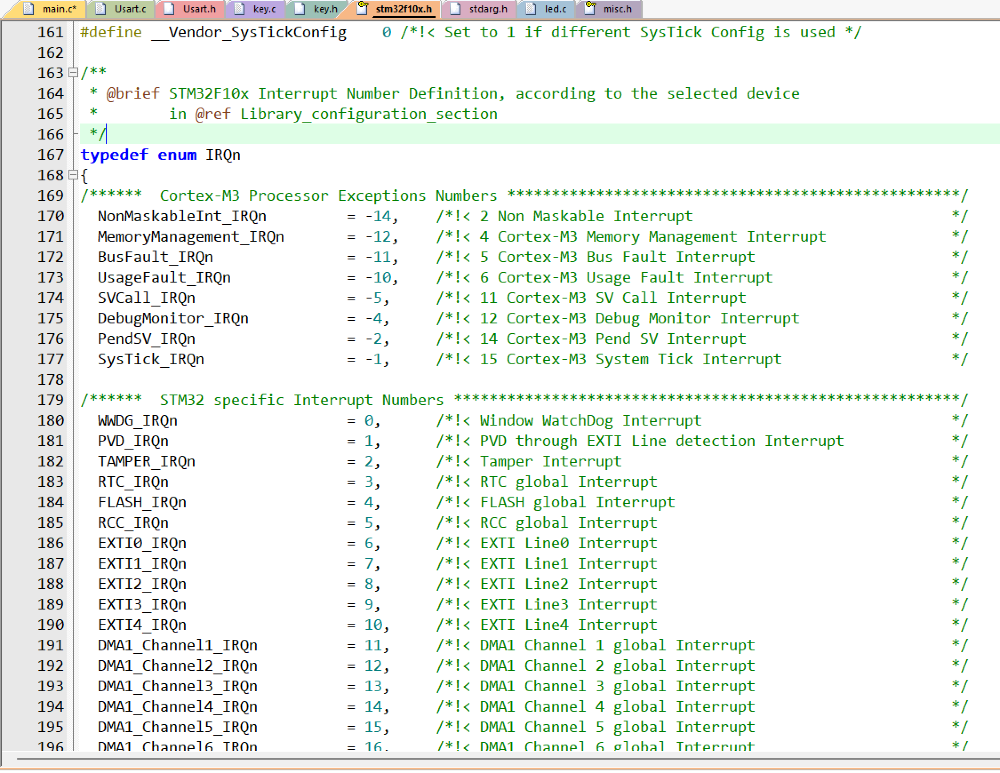 main.c* Usart.c Usart.h key.c key.h stm32f10x.h stdarg.h led.c misc.h
161 #define __Vendor_SysTickConfig    0 /*!< Set to 1 if different SysTick Config is used */
162
163 /**
164  * @brief STM32F10x Interrupt Number Definition, according to the selected device
165  *        in @ref Library_configuration_section
166  */
167 typedef enum IRQn
168 {
169 /******  Cortex-M3 Processor Exceptions Numbers ***************************************************/
170   NonMaskableInt_IRQn         = -14,    /*!< 2 Non Maskable Interrupt                             */
171   MemoryManagement_IRQn       = -12,    /*!< 4 Cortex-M3 Memory Management Interrupt              */
172   BusFault_IRQn               = -11,    /*!< 5 Cortex-M3 Bus Fault Interrupt                      */
173   UsageFault_IRQn             = -10,    /*!< 6 Cortex-M3 Usage Fault Interrupt                    */
174   SVCall_IRQn                 = -5,     /*!< 11 Cortex-M3 SV Call Interrupt                       */
175   DebugMonitor_IRQn           = -4,     /*!< 12 Cortex-M3 Debug Monitor Interrupt                 */
176   PendSV_IRQn                 = -2,     /*!< 14 Cortex-M3 Pend SV Interrupt                       */
177   SysTick_IRQn                = -1,     /*!< 15 Cortex-M3 System Tick Interrupt                   */
178
179 /******  STM32 specific Interrupt Numbers *********************************************************/
180   WWDG_IRQn                   = 0,      /*!< Window WatchDog Interrupt                            */
181   PVD_IRQn                    = 1,      /*!< PVD through EXTI Line detection Interrupt            */
182   TAMPER_IRQn                 = 2,      /*!< Tamper Interrupt                                     */
183   RTC_IRQn                    = 3,      /*!< RTC global Interrupt                                 */
184   FLASH_IRQn                  = 4,      /*!< FLASH global Interrupt                               */
185   RCC_IRQn                    = 5,      /*!< RCC global Interrupt                                 */
186   EXTI0_IRQn                  = 6,      /*!< EXTI Line0 Interrupt                                 */
187   EXTI1_IRQn                  = 7,      /*!< EXTI Line1 Interrupt                                 */
188   EXTI2_IRQn                  = 8,      /*!< EXTI Line2 Interrupt                                 */
189   EXTI3_IRQn                  = 9,      /*!< EXTI Line3 Interrupt                                 */
190   EXTI4_IRQn                  = 10,     /*!< EXTI Line4 Interrupt                                 */
191   DMA1_Channel1_IRQn          = 11,     /*!< DMA1 Channel 1 global Interrupt                      */
192   DMA1_Channel2_IRQn          = 12,     /*!< DMA1 Channel 2 global Interrupt                      */
193   DMA1_Channel3_IRQn          = 13,     /*!< DMA1 Channel 3 global Interrupt                      */
194   DMA1_Channel4_IRQn          = 14,     /*!< DMA1 Channel 4 global Interrupt                      */
195   DMA1_Channel5_IRQn          = 15,     /*!< DMA1 Channel 5 global Interrupt                      */
196   DMA1_Channel6_IRQn          = 16,     /*!< DMA1 Channel 6 global Interrupt                      */